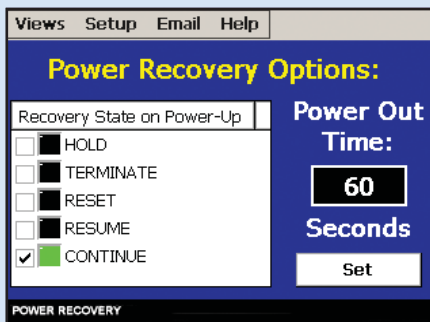 Views Setup Email Help
Power Recovery Options:
Recovery State on Power-Up
HOLD
TERMINATE
RESET
RESUME
CONTINUE
Power Out
Time:
60
Seconds
Set
POWER RECOVERY